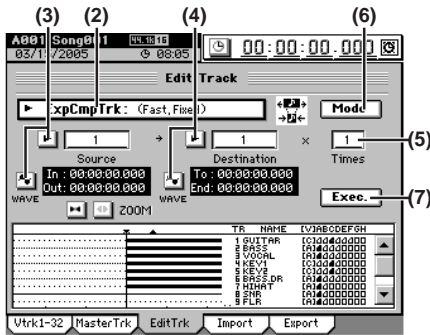 (3) (2) (4) (6)
A001 Song001 44.1k 16
03/15/2005 08:05 00:00:00.000
Edit Track
ExpCmpTrk: (Fast, Fixed) Mode
1 → 1 × 1 (5)
Source Destination Times
In :00:00:00.000 To :00:00:00.000
Out:00:00:00.000 End:00:00:00.000
WAVE WAVE Exec. (7)
ZOOM
TR NAME [V]ABCDEFGH
1 GUITAR [C]
2 BASS [A]
3 VOCAL [A]
4 KEY1 [C]
5 KEY2 [C]
6 BASS.DR [A]
7 HIHAT [C]
8 SNR [A]
9 FLR [A]
Vtrk1-32 MasterTrk EditTrk Import Export